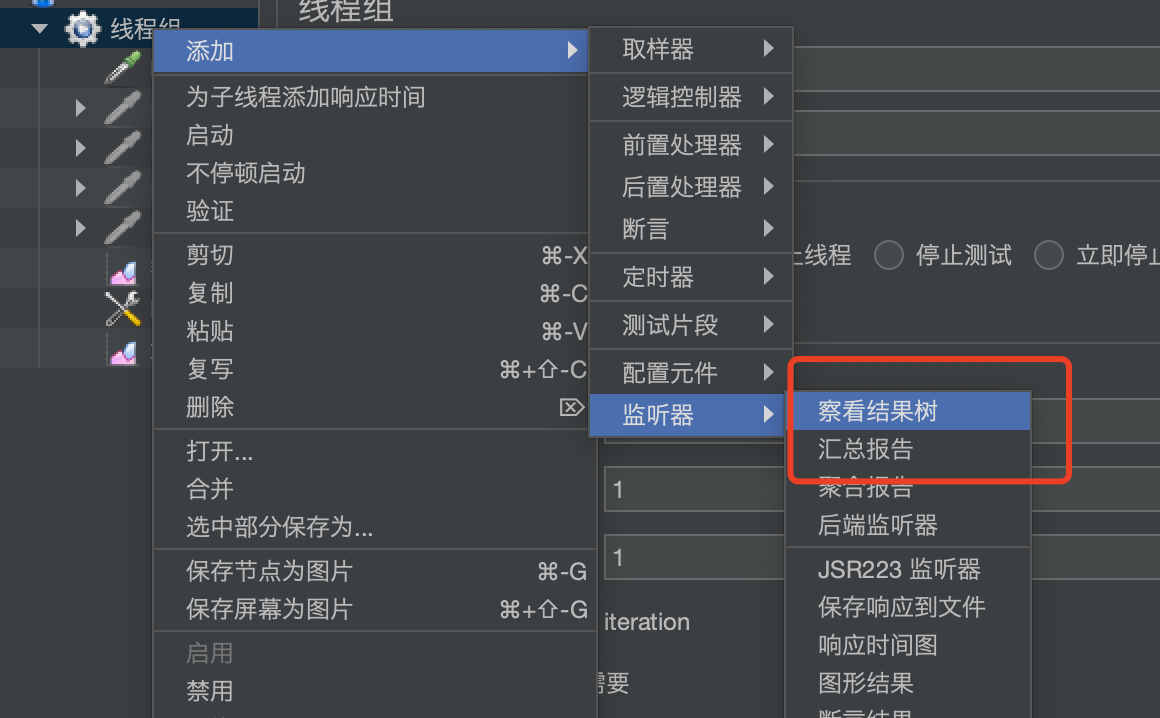 线程组
线程组
添加
为子线程添加响应时间
启动
不停顿启动
验证
剪切 ⌘-X
复制 ⌘-C
粘贴 ⌘-V
复写 ⌘+⇧-C
删除 ⌦
打开...
合并
选中部分保存为...
保存节点为图片 ⌘-G
保存屏幕为图片 ⌘+⇧-G
启用
禁用
取样器
逻辑控制器
前置处理器
后置处理器
断言
定时器
测试片段
配置元件
监听器
察看结果树
汇总报告
聚合报告
后端监听器
JSR223 监听器
保存响应到文件
响应时间图
图形结果
断言结果
止线程 停止测试 立即停止
1
1
iteration
需要